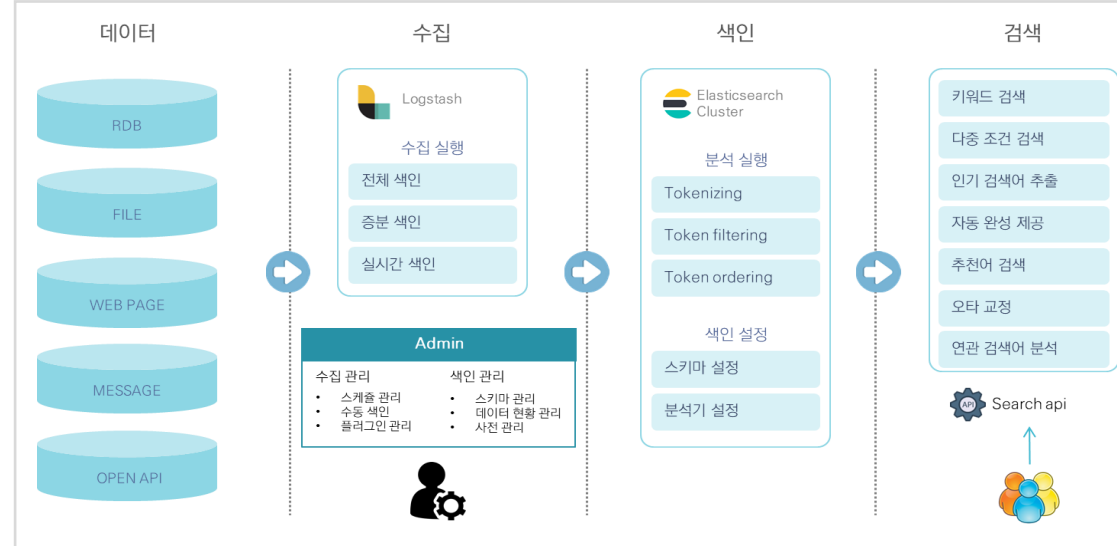 데이터
수집
색인
검색
RDB
FILE
WEB PAGE
MESSAGE
OPEN API
Logstash
수집 실행
전체 색인
증분 색인
실시간 색인
Admin
수집 관리
• 스케쥴 관리
• 수동 색인
• 플러그인 관리
색인 관리
• 스키마 관리
• 데이터 현황 관리
• 사전 관리
Elasticsearch
Cluster
분석 실행
Tokenizing
Token filtering
Token ordering
색인 설정
스키마 설정
분석기 설정
키워드 검색
다중 조건 검색
인기 검색어 추출
자동 완성 제공
추천어 검색
오타 교정
연관 검색어 분석
API
Search api